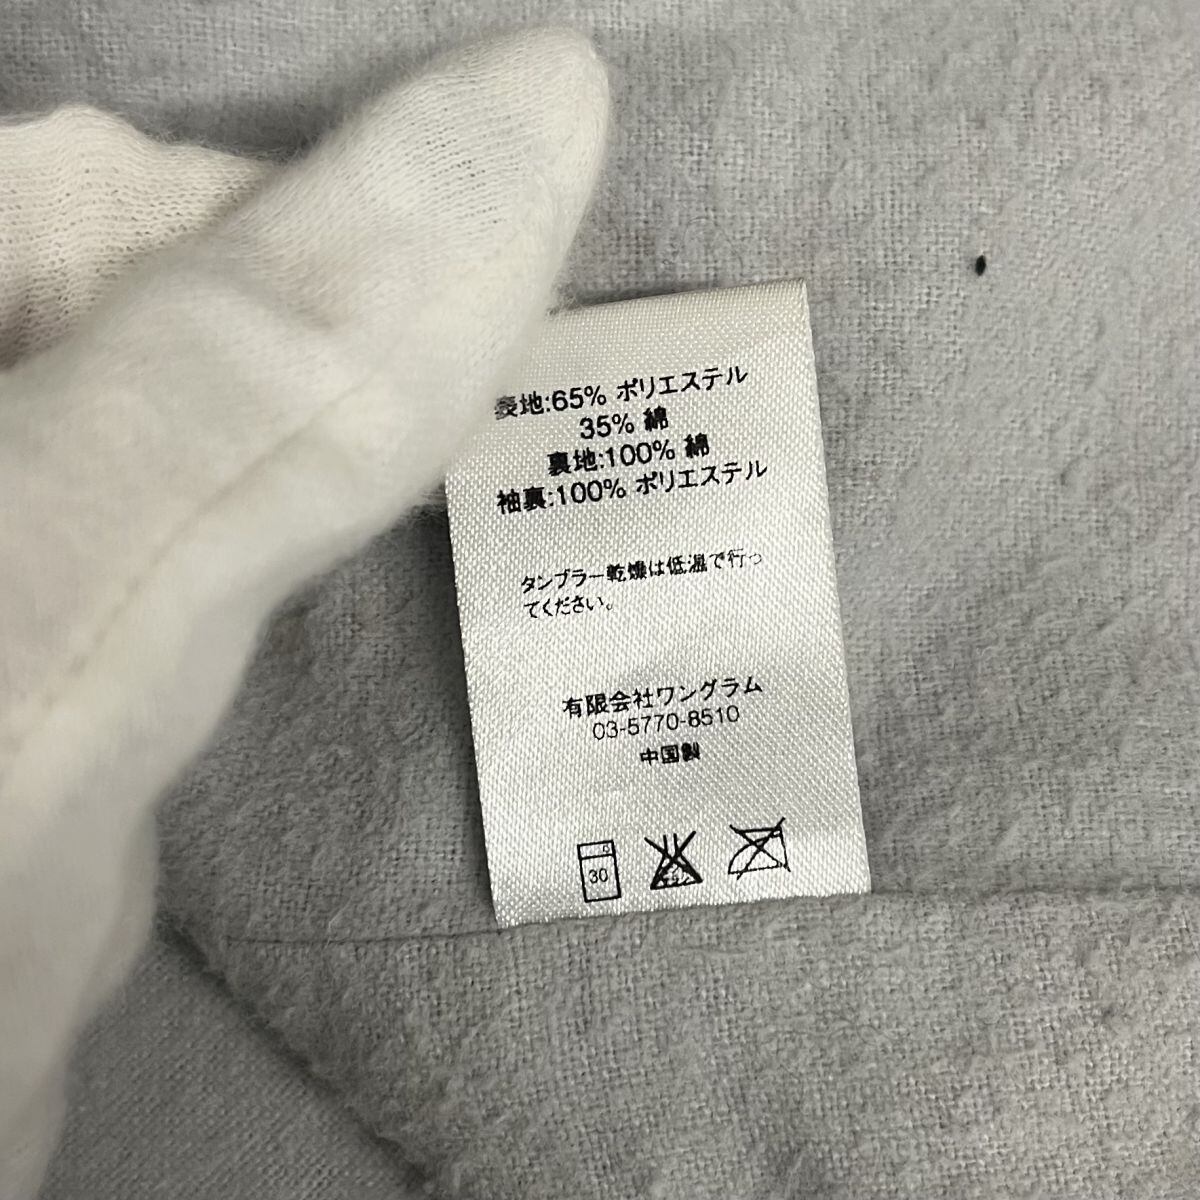 表地:65% ポリエステル
35% 綿
裏地:100% 綿
袖裏:100% ポリエステル
タンブラー乾燥は低温で行っ
てください。
有限会社ワングラム
03-5770-8510
中国製
30